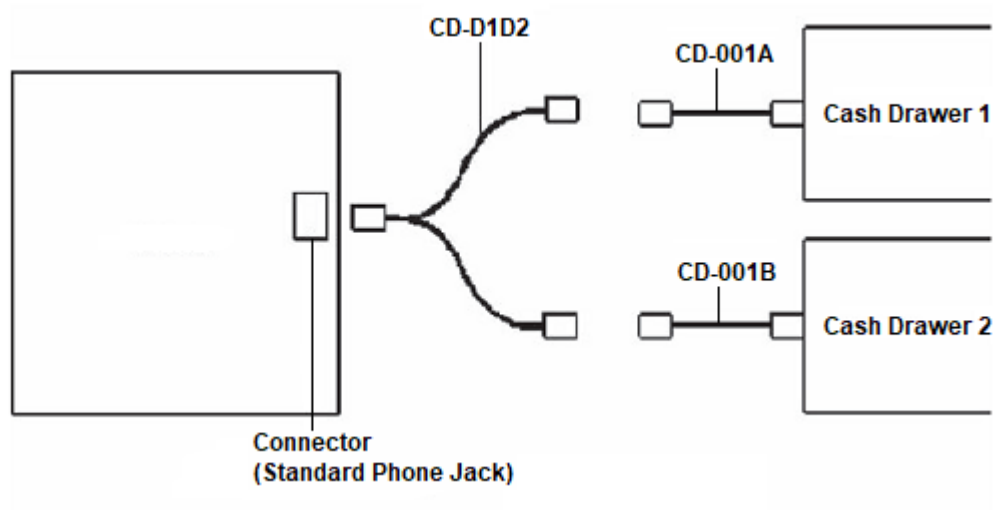 CD-D1D2
CD-001A
Cash Drawer 1
CD-001B
Cash Drawer 2
Connector
(Standard Phone Jack)